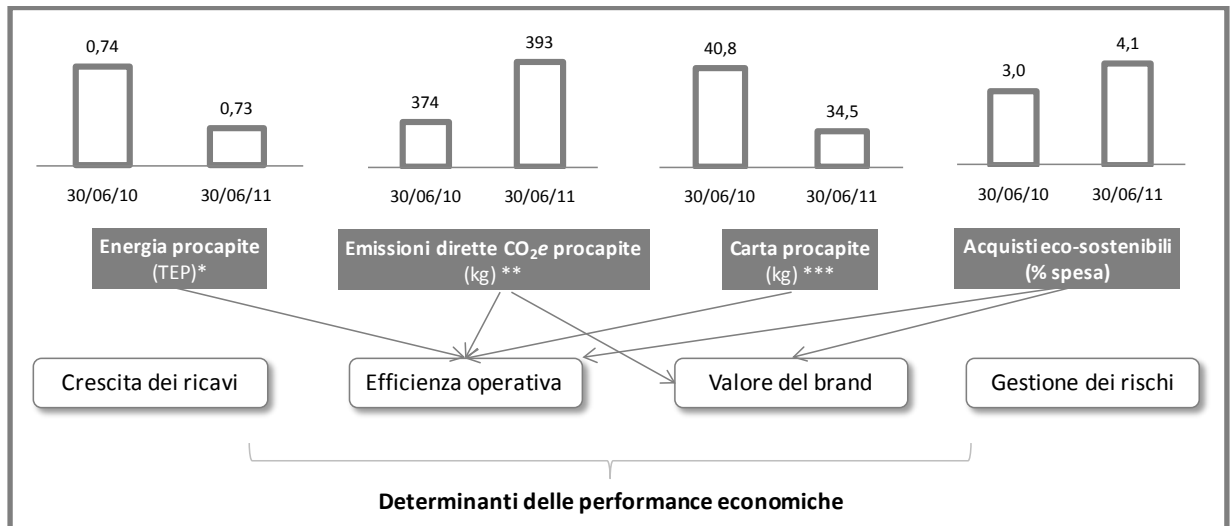 0,74
0,73
30/06/10 30/06/11
Energia procapite
(TEP)*
374
393
30/06/10 30/06/11
Emissioni dirette CO₂e procapite
(kg) **
40,8
34,5
30/06/10 30/06/11
Carta procapite
(kg) ***
3,0
4,1
30/06/10 30/06/11
Acquisti eco-sostenibili
(% spesa)
Crescita dei ricavi
Efficienza operativa
Valore del brand
Gestione dei rischi
Determinanti delle performance economiche